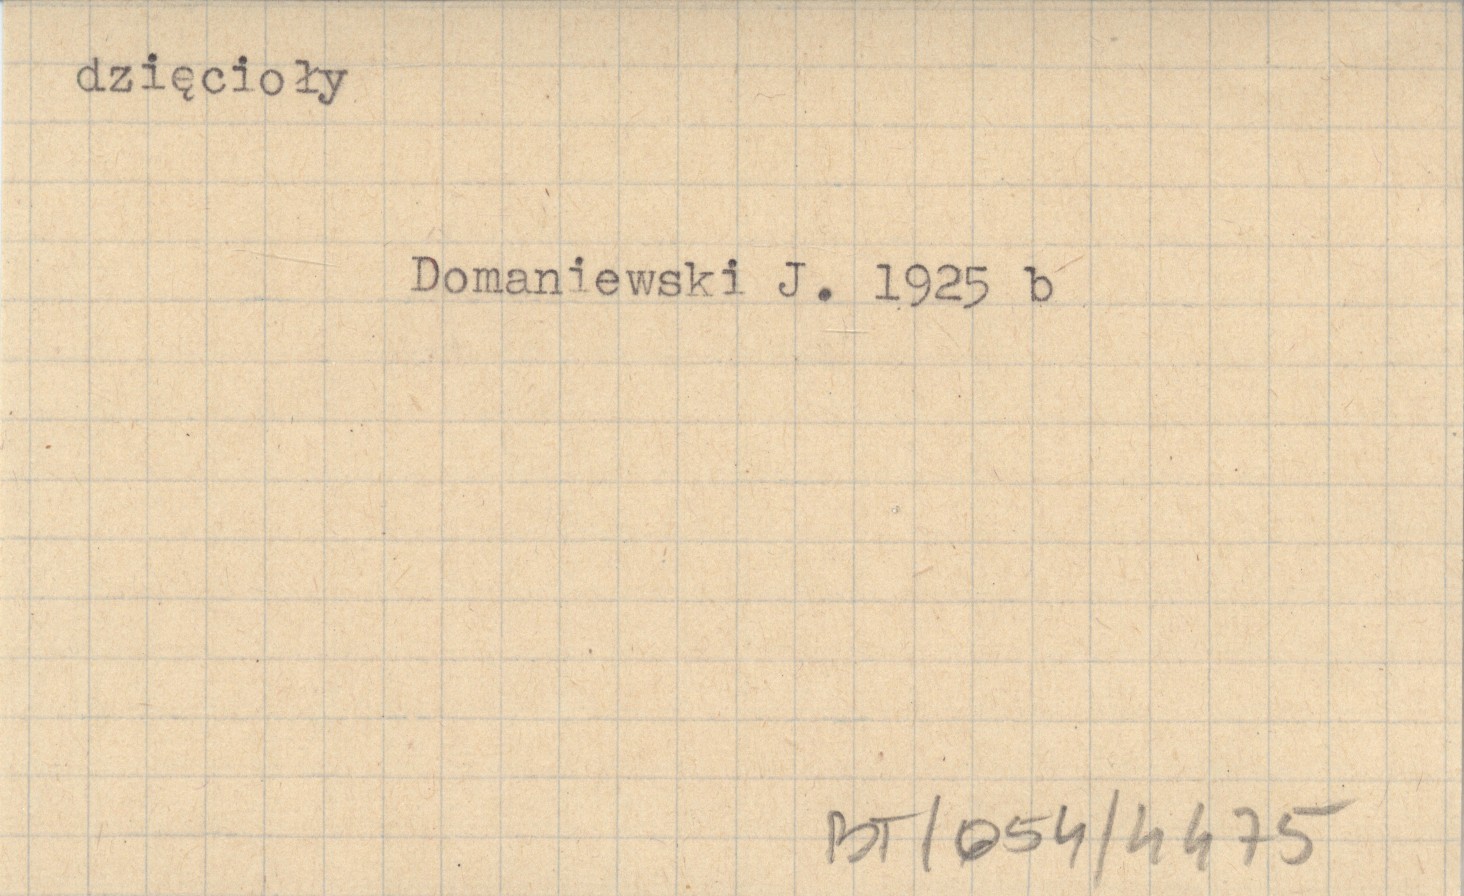 dzięcioły
Domaniewski J. 1925 b
BT/054/4475